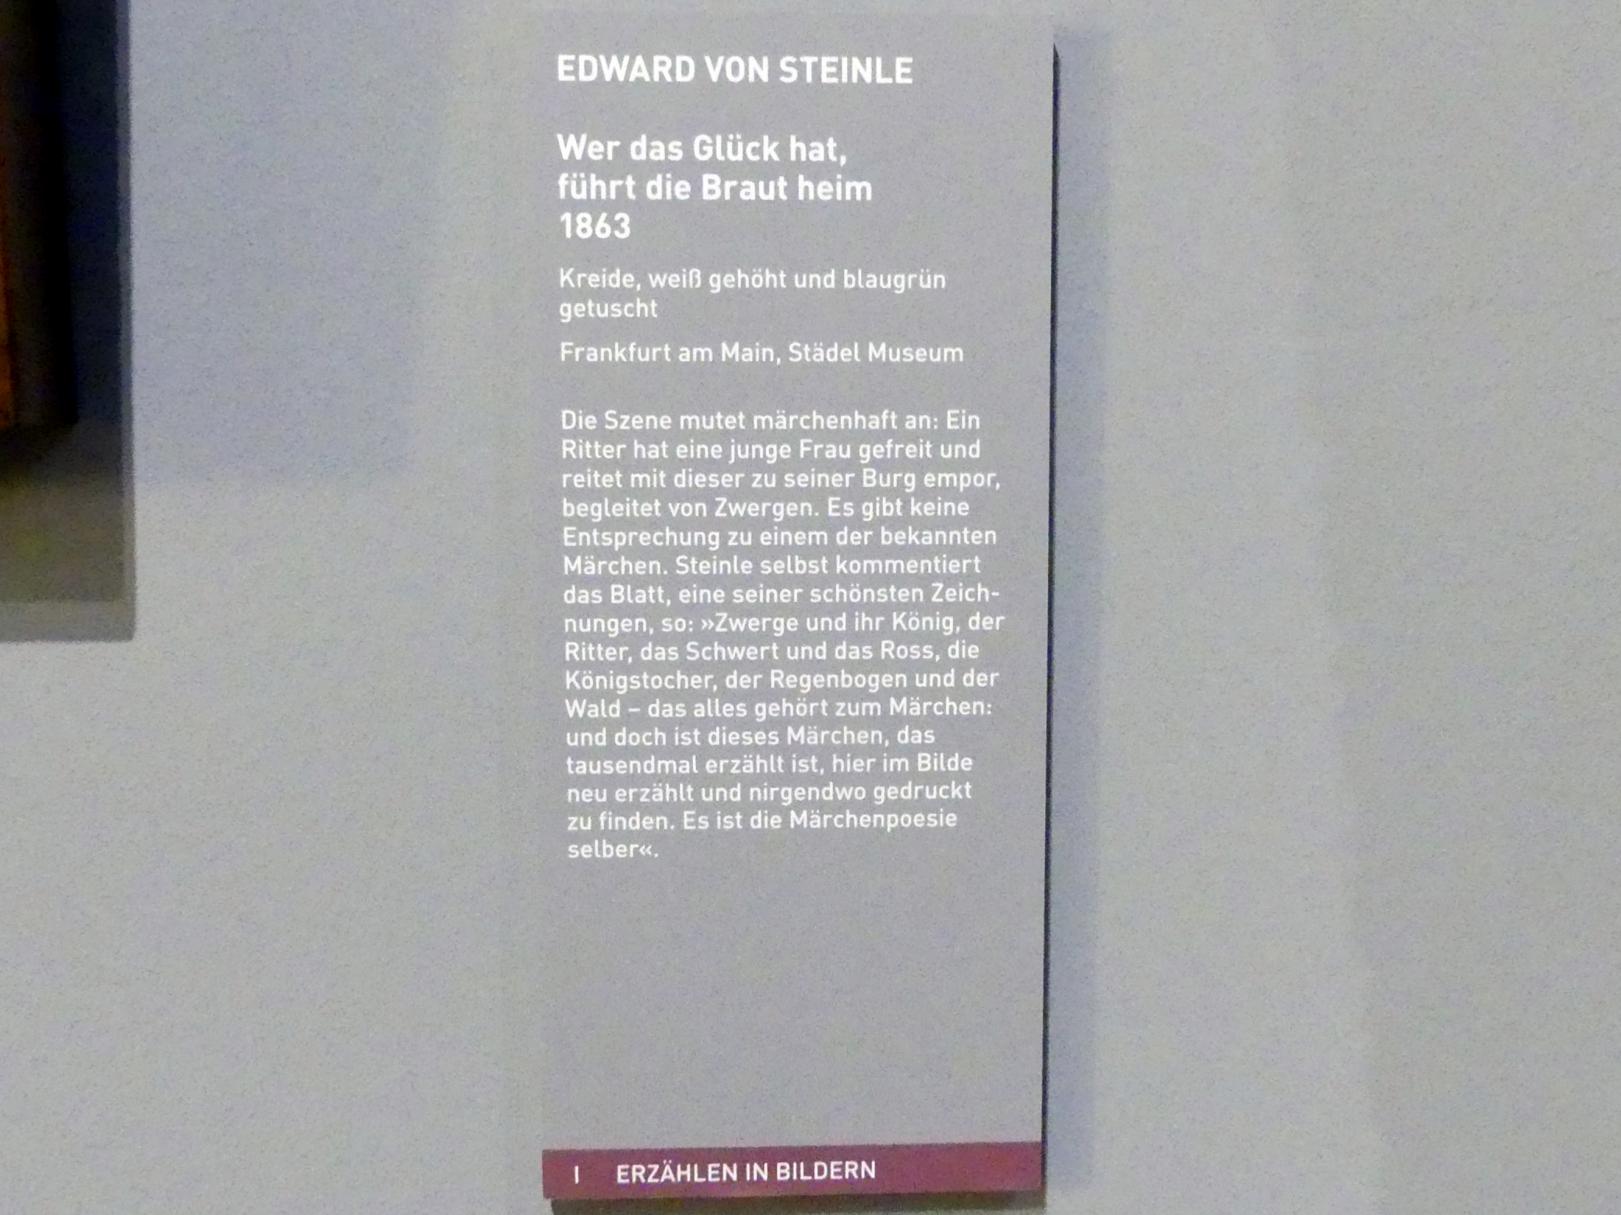 EDWARD VON STEINLE
Wer das Glück hat,
führt die Braut heim
1863
Kreide, weiß gehöht und blaugrün
getuscht
Frankfurt am Main, Städel Museum
Die Szene mutet märchenhaft an: Ein
Ritter hat eine junge Frau gefreit und
reitet mit dieser zu seiner Burg empor,
begleitet von Zwergen. Es gibt keine
Entsprechung zu einem der bekannten
Märchen. Steinle selbst kommentiert
das Blatt, eine seiner schönsten Zeich-
nungen, so: »Zwerge und ihr König, der
Ritter, das Schwert und das Ross, die
Königstocher, der Regenbogen und der
Wald – das alles gehört zum Märchen:
und doch ist dieses Märchen, das
tausendmal erzählt ist, hier im Bilde
neu erzählt und nirgendwo gedruckt
zu finden. Es ist die Märchenpoesie
selber«.
I ERZÄHLEN IN BILDERN